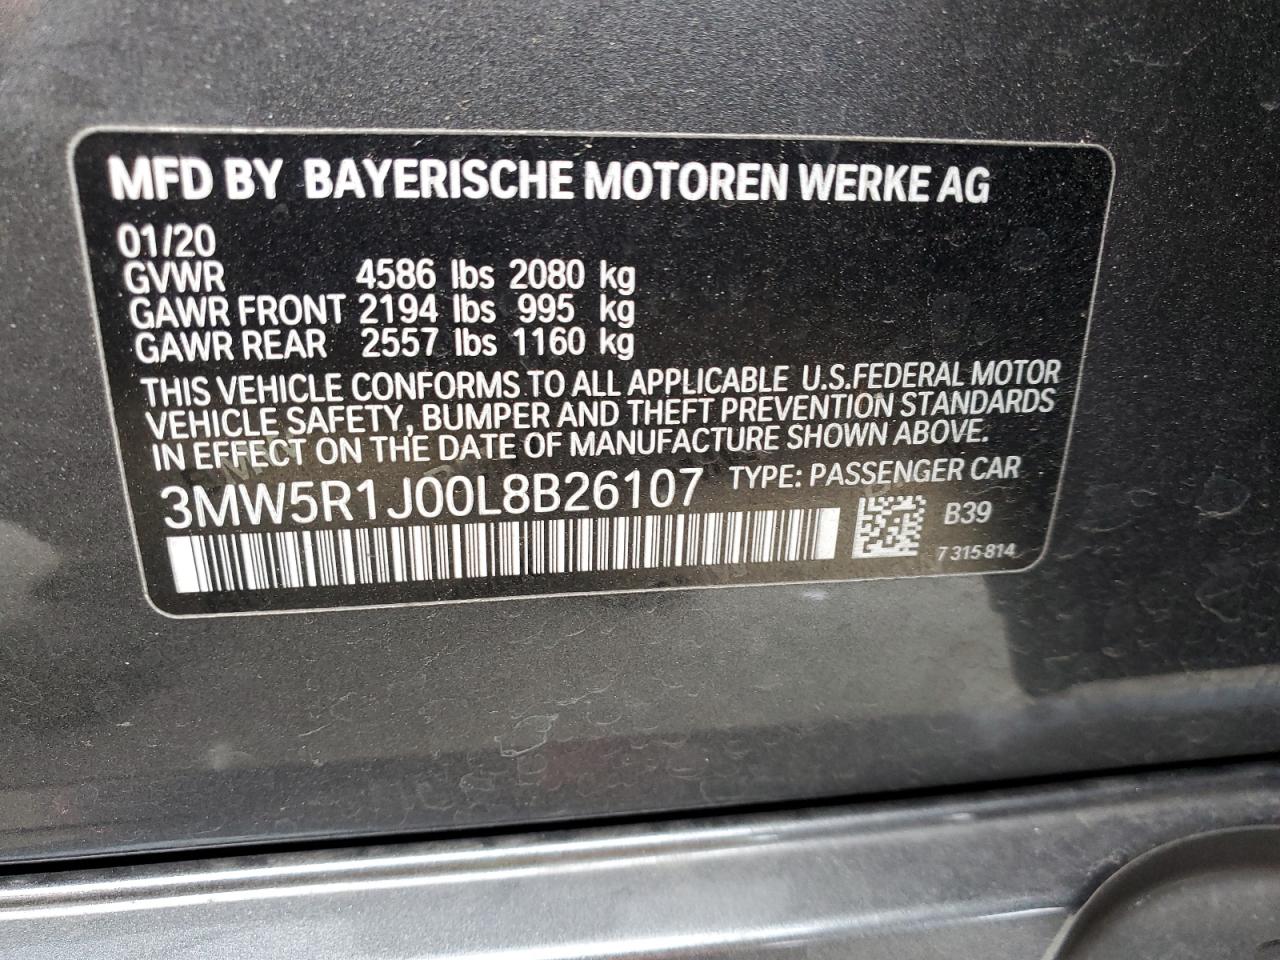 MFD BY BAYERISCHE MOTOREN WERKE AG
01/20
GVWR 4586 lbs 2080 kg
GAWR FRONT 2194 lbs 995 kg
GAWR REAR 2557 lbs 1160 kg
THIS VEHICLE CONFORMS TO ALL APPLICABLE U.S.FEDERAL MOTOR
VEHICLE SAFETY, BUMPER AND THEFT PREVENTION STANDARDS
IN EFFECT ON THE DATE OF MANUFACTURE SHOWN ABOVE.
3MW5R1J00L8B26107 TYPE: PASSENGER CAR
B39
7 315 814